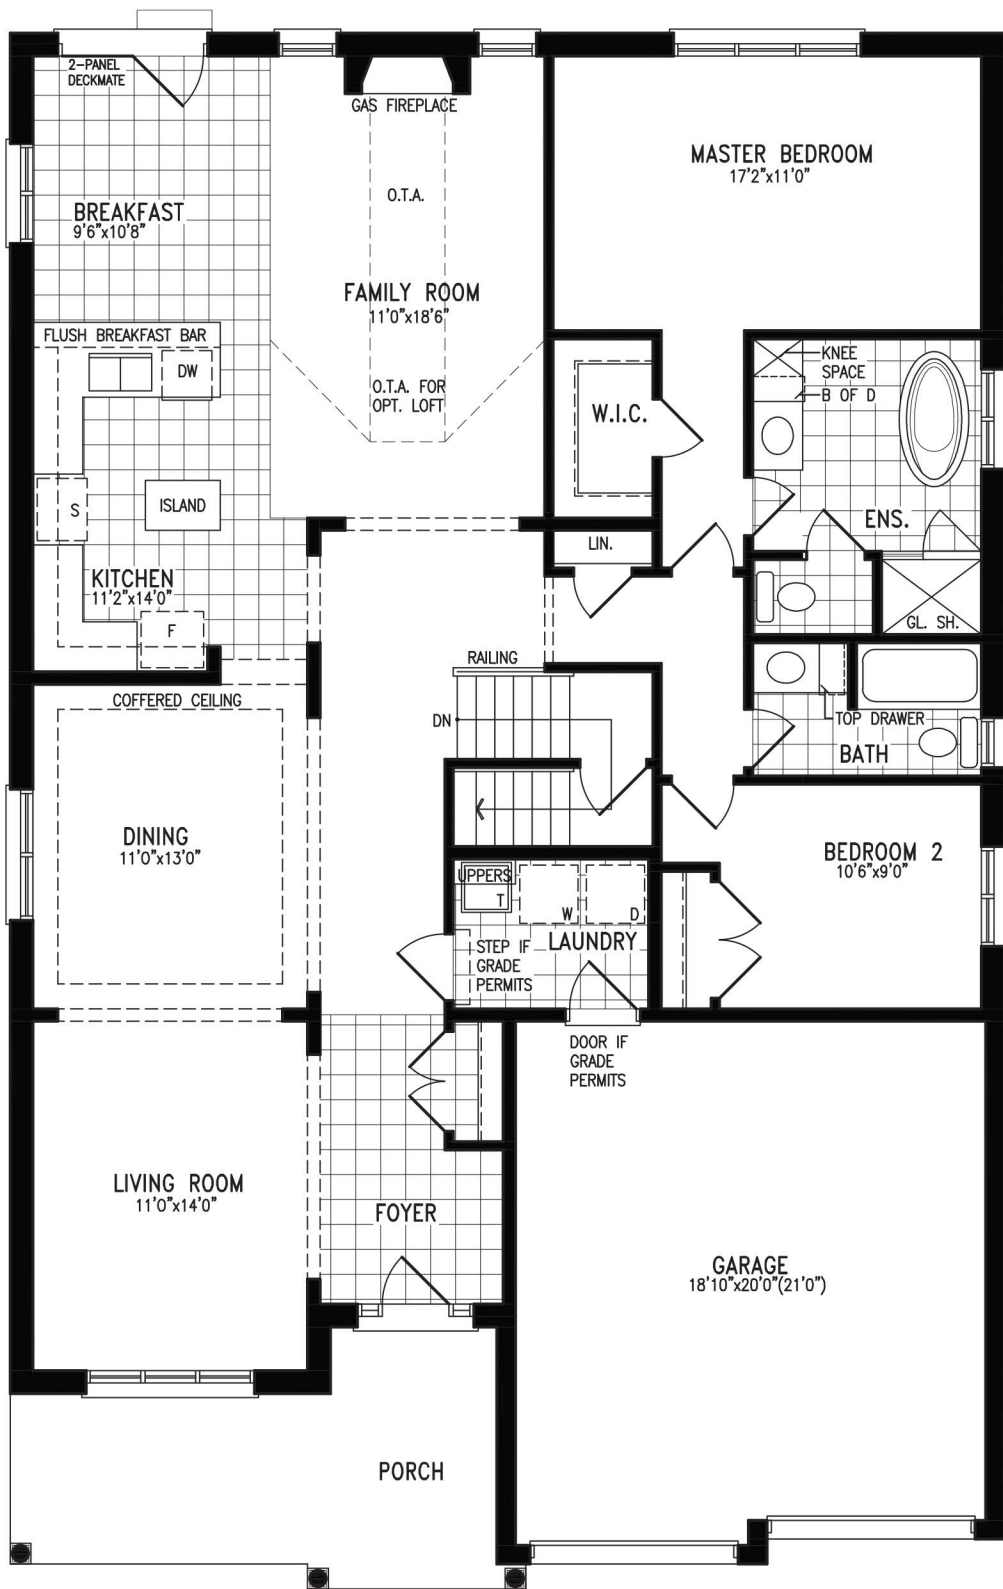 2-PANEL
DECKMATE
GAS FIREPLACE
O.T.A.
MASTER BEDROOM
17'2"x11'0"
BREAKFAST
9'6"x10'8"
FAMILY ROOM
11'0"x18'6"
FLUSH BREAKFAST BAR
DW
O.T.A. FOR
OPT. LOFT
W.I.C.
KNEE
SPACE
B OF D
S
ISLAND
ENS.
LIN.
KITCHEN
11'2"x14'0"
F
GL. SH.
RAILING
COFFERED CEILING
DN
TOP DRAWER
BATH
DINING
11'0"x13'0"
BEDROOM 2
10'6"x9'0"
UPPERS
T
W
D
STEP IF
GRADE
PERMITS
LAUNDRY
DOOR IF
GRADE
PERMITS
LIVING ROOM
11'0"x14'0"
FOYER
GARAGE
18'10"x20'0"(21'0")
PORCH